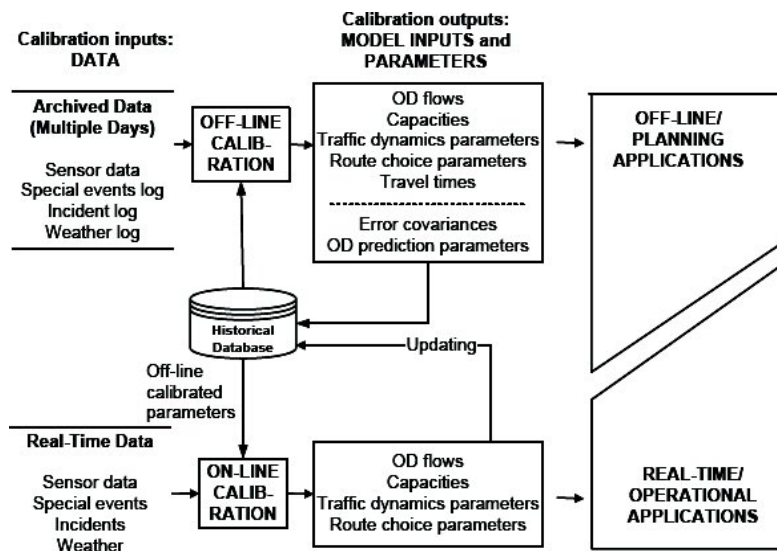 Calibration inputs:
DATA
Calibration outputs:
MODEL INPUTS and
PARAMETERS
Archived Data
(Multiple Days)
Sensor data
Special events log
Incident log
Weather log
OFF-LINE
CALIB-
RATION
OD flows
Capacities
Traffic dynamics parameters
Route choice parameters
Travel times
Error covariances
OD prediction parameters
OFF-LINE/
PLANNING
APPLICATIONS
Historical
Database
Updating
Off-line
calibrated
parameters
Real-Time Data
Sensor data
Special events
Incidents
Weather
ON-LINE
CALIB-
RATION
OD flows
Capacities
Traffic dynamics parameters
Route choice parameters
REAL-TIME/
OPERATIONAL
APPLICATIONS